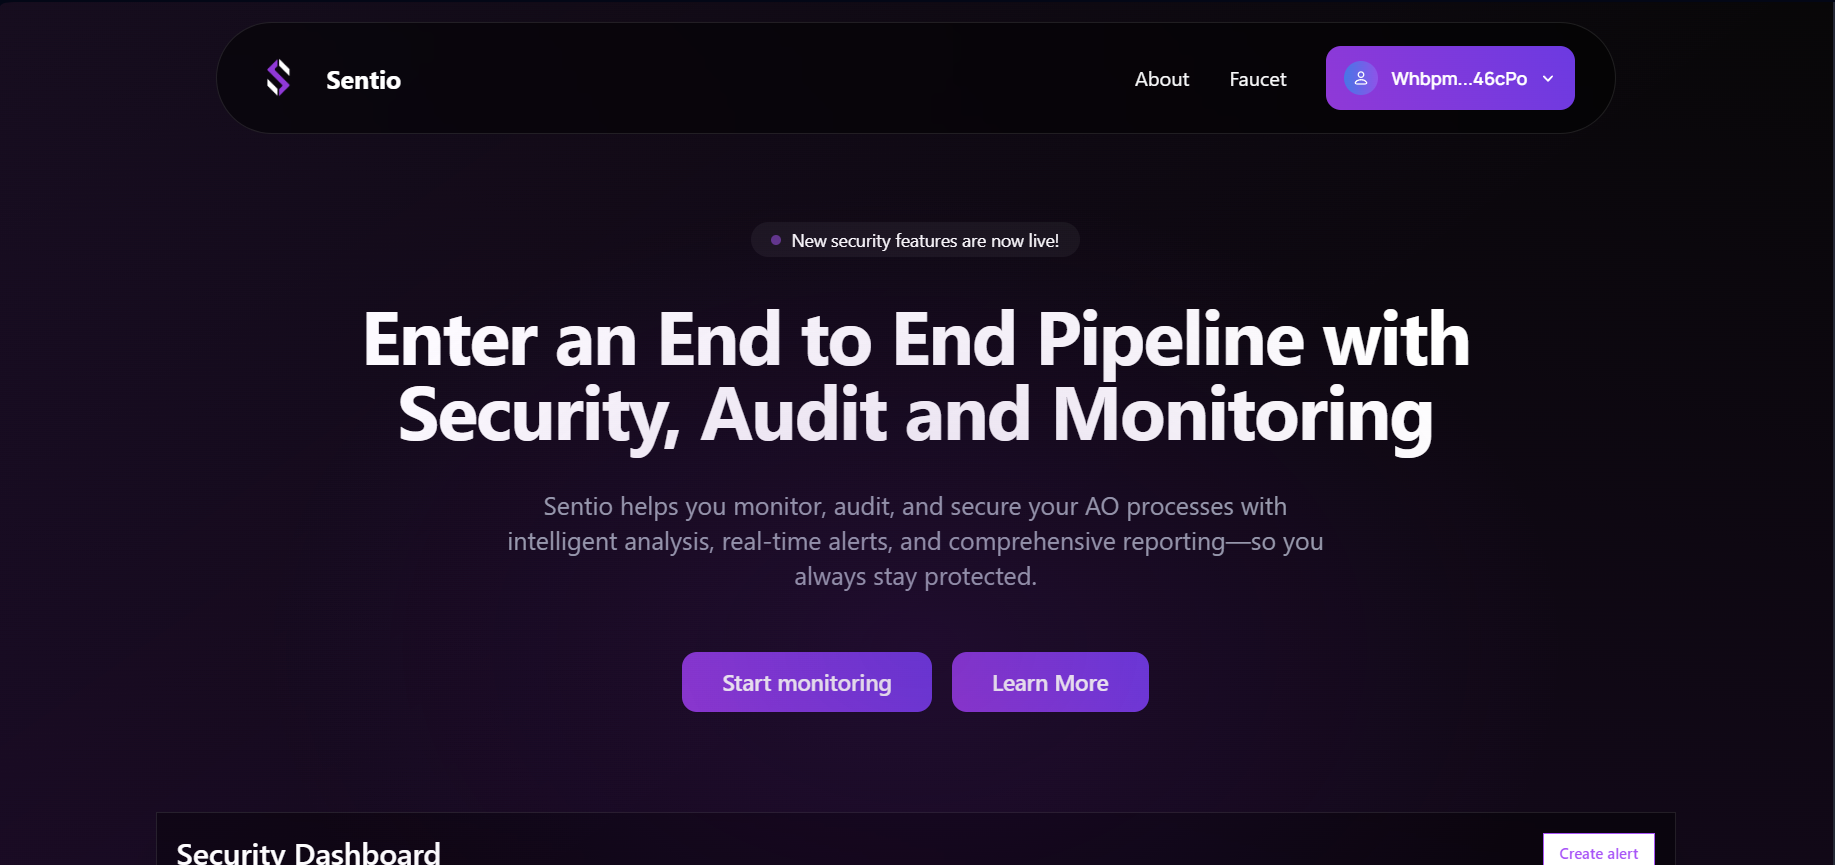 Sentio
About
Faucet
Whbpm...46cPo
New security features are now live!
Enter an End to End Pipeline with
Security, Audit and Monitoring
Sentio helps you monitor, audit, and secure your AO processes with
intelligent analysis, real-time alerts, and comprehensive reporting—so you
always stay protected.
Start monitoring
Learn More
Security Dashboard
Create alert